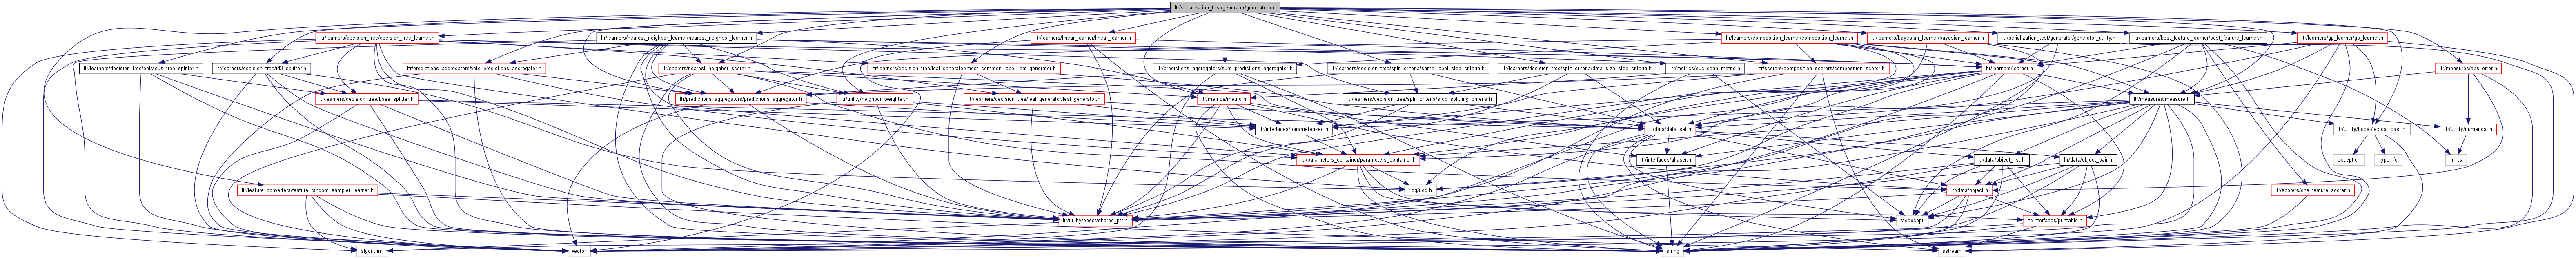 ltr/serialization_test/generator/generator.cc
ltr/learners/decision_tree/decision_tree_learner.h
ltr/learners/nearest_neighbor_learner/nearest_neighbor_learner.h
ltr/learners/linear_learner/linear_learner.h
ltr/learners/composition_learner/composition_learner.h
ltr/learners/bayesian_learner/bayesian_learner.h
ltr/serialization_test/generator/generator_utility.h
ltr/learners/best_feature_learner/best_feature_learner.h
ltr/learners/gp_learner/gp_learner.h
ltr/learners/decision_tree/oblivious_tree_splitter.h
ltr/learners/decision_tree/id3_splitter.h
ltr/predictions_aggregators/vote_predictions_aggregator.h
ltr/scorers/nearest_neighbor_scorer.h
ltr/learners/decision_tree/leaf_generator/most_common_label_leaf_generator.h
ltr/predictions_aggregators/sum_predictions_aggregator.h
ltr/learners/decision_tree/split_criteria/same_label_stop_criteria.h
ltr/learners/decision_tree/split_criteria/data_size_stop_criteria.h
ltr/metrics/euclidean_metric.h
ltr/scorers/composition_scorers/composition_scorer.h
ltr/learners/learner.h
ltr/measures/abs_error.h
ltr/learners/decision_tree/base_splitter.h
ltr/predictions_aggregators/predictions_aggregator.h
ltr/utility/neighbor_weighter.h
ltr/learners/decision_tree/leaf_generator/leaf_generator.h
ltr/metrics/metric.h
ltr/learners/decision_tree/split_criteria/stop_splitting_criteria.h
ltr/measures/measure.h
ltr/interfaces/parameterized.h
ltr/data/data_set.h
ltr/utility/boost/lexical_cast.h
ltr/utility/numerical.h
ltr/parameters_container/parameters_container.h
ltr/interfaces/aliaser.h
ltr/data/object_list.h
ltr/data/object_pair.h
exception
typeinfo
limits
ltr/feature_converters/feature_random_sampler_learner.h
rlog/rlog.h
ltr/data/object.h
ltr/scorers/one_feature_scorer.h
ltr/utility/boost/shared_ptr.h
stdexcept
ltr/interfaces/printable.h
algorithm
vector
string
sstream